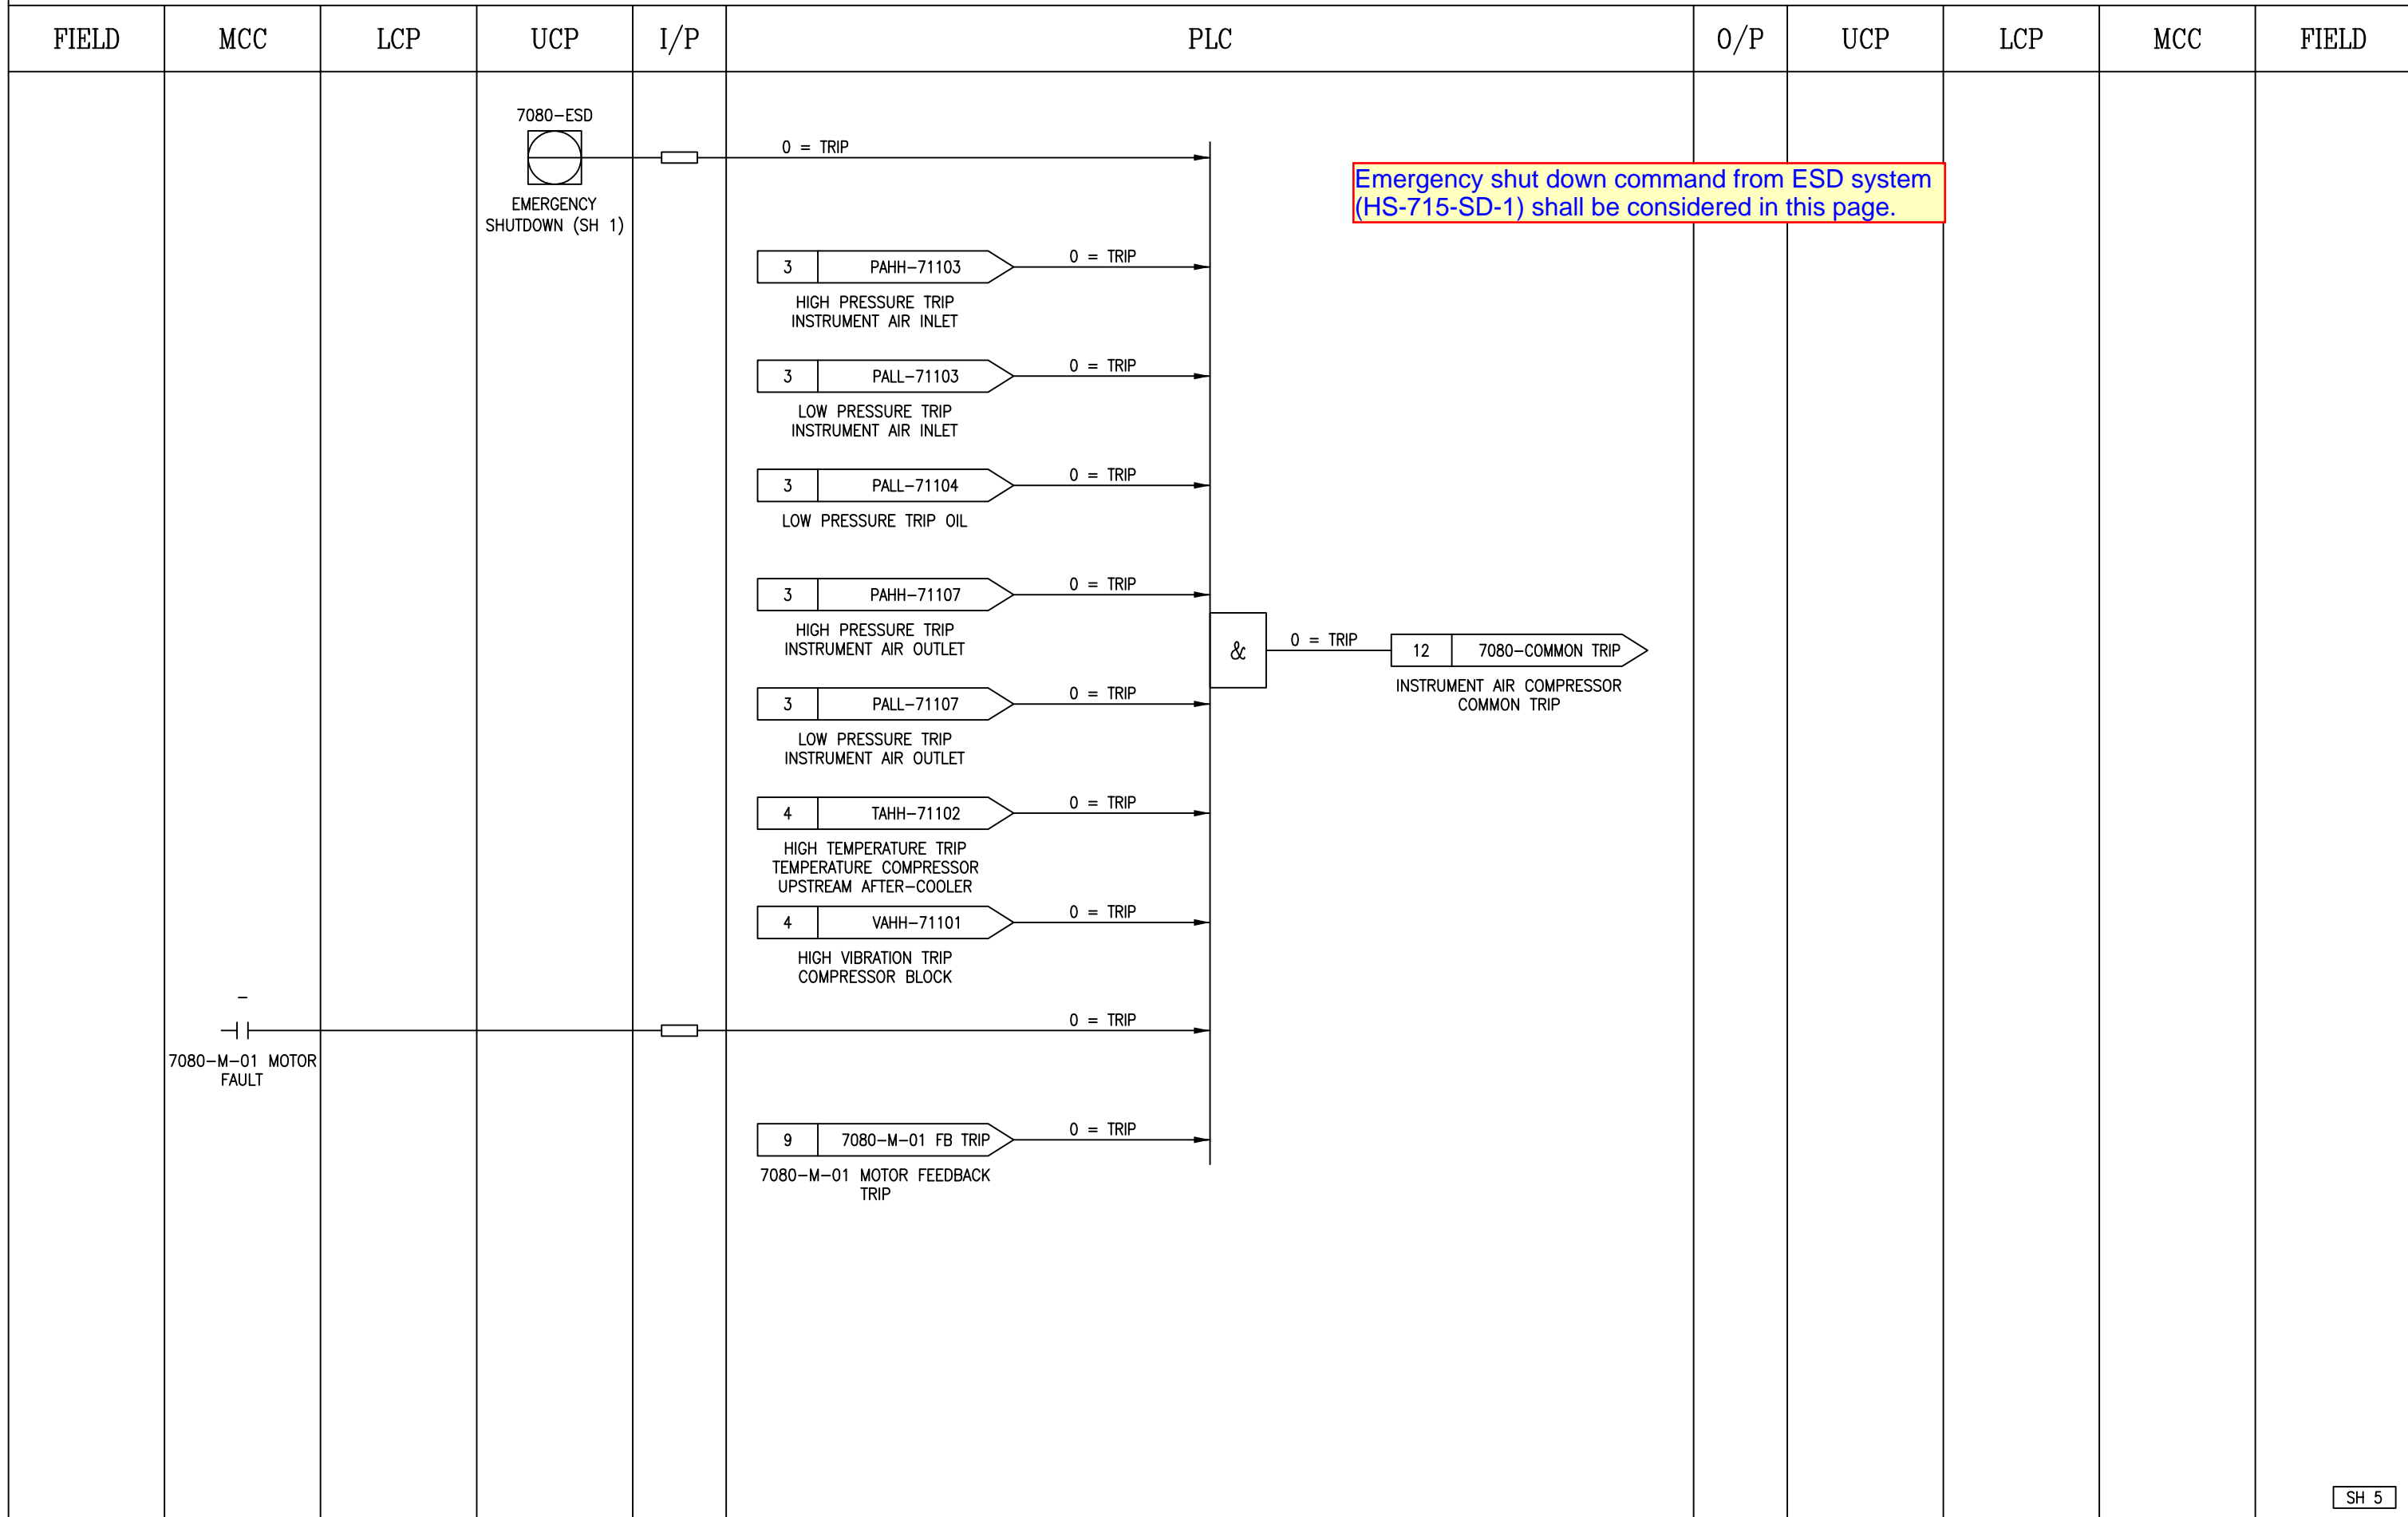 FIELD MCC LCP UCP I/P PLC O/P UCP LCP MCC FIELD
7080-ESD
0 = TRIP
EMERGENCY
SHUTDOWN (SH 1)
Emergency shut down command from ESD system
(HS-715-SD-1) shall be considered in this page.
3 PAHH-71103 0 = TRIP
HIGH PRESSURE TRIP
INSTRUMENT AIR INLET
3 PALL-71103 0 = TRIP
LOW PRESSURE TRIP
INSTRUMENT AIR INLET
3 PALL-71104 0 = TRIP
LOW PRESSURE TRIP OIL
3 PAHH-71107 0 = TRIP
HIGH PRESSURE TRIP
INSTRUMENT AIR OUTLET
& 0 = TRIP 12 7080-COMMON TRIP
INSTRUMENT AIR COMPRESSOR
COMMON TRIP
3 PALL-71107 0 = TRIP
LOW PRESSURE TRIP
INSTRUMENT AIR OUTLET
4 TAHH-71102 0 = TRIP
HIGH TEMPERATURE TRIP
TEMPERATURE COMPRESSOR
UPSTREAM AFTER-COOLER
4 VAHH-71101 0 = TRIP
HIGH VIBRATION TRIP
COMPRESSOR BLOCK
-
0 = TRIP
7080-M-01 MOTOR
FAULT
9 7080-M-01 FB TRIP 0 = TRIP
7080-M-01 MOTOR FEEDBACK
TRIP
SH 5